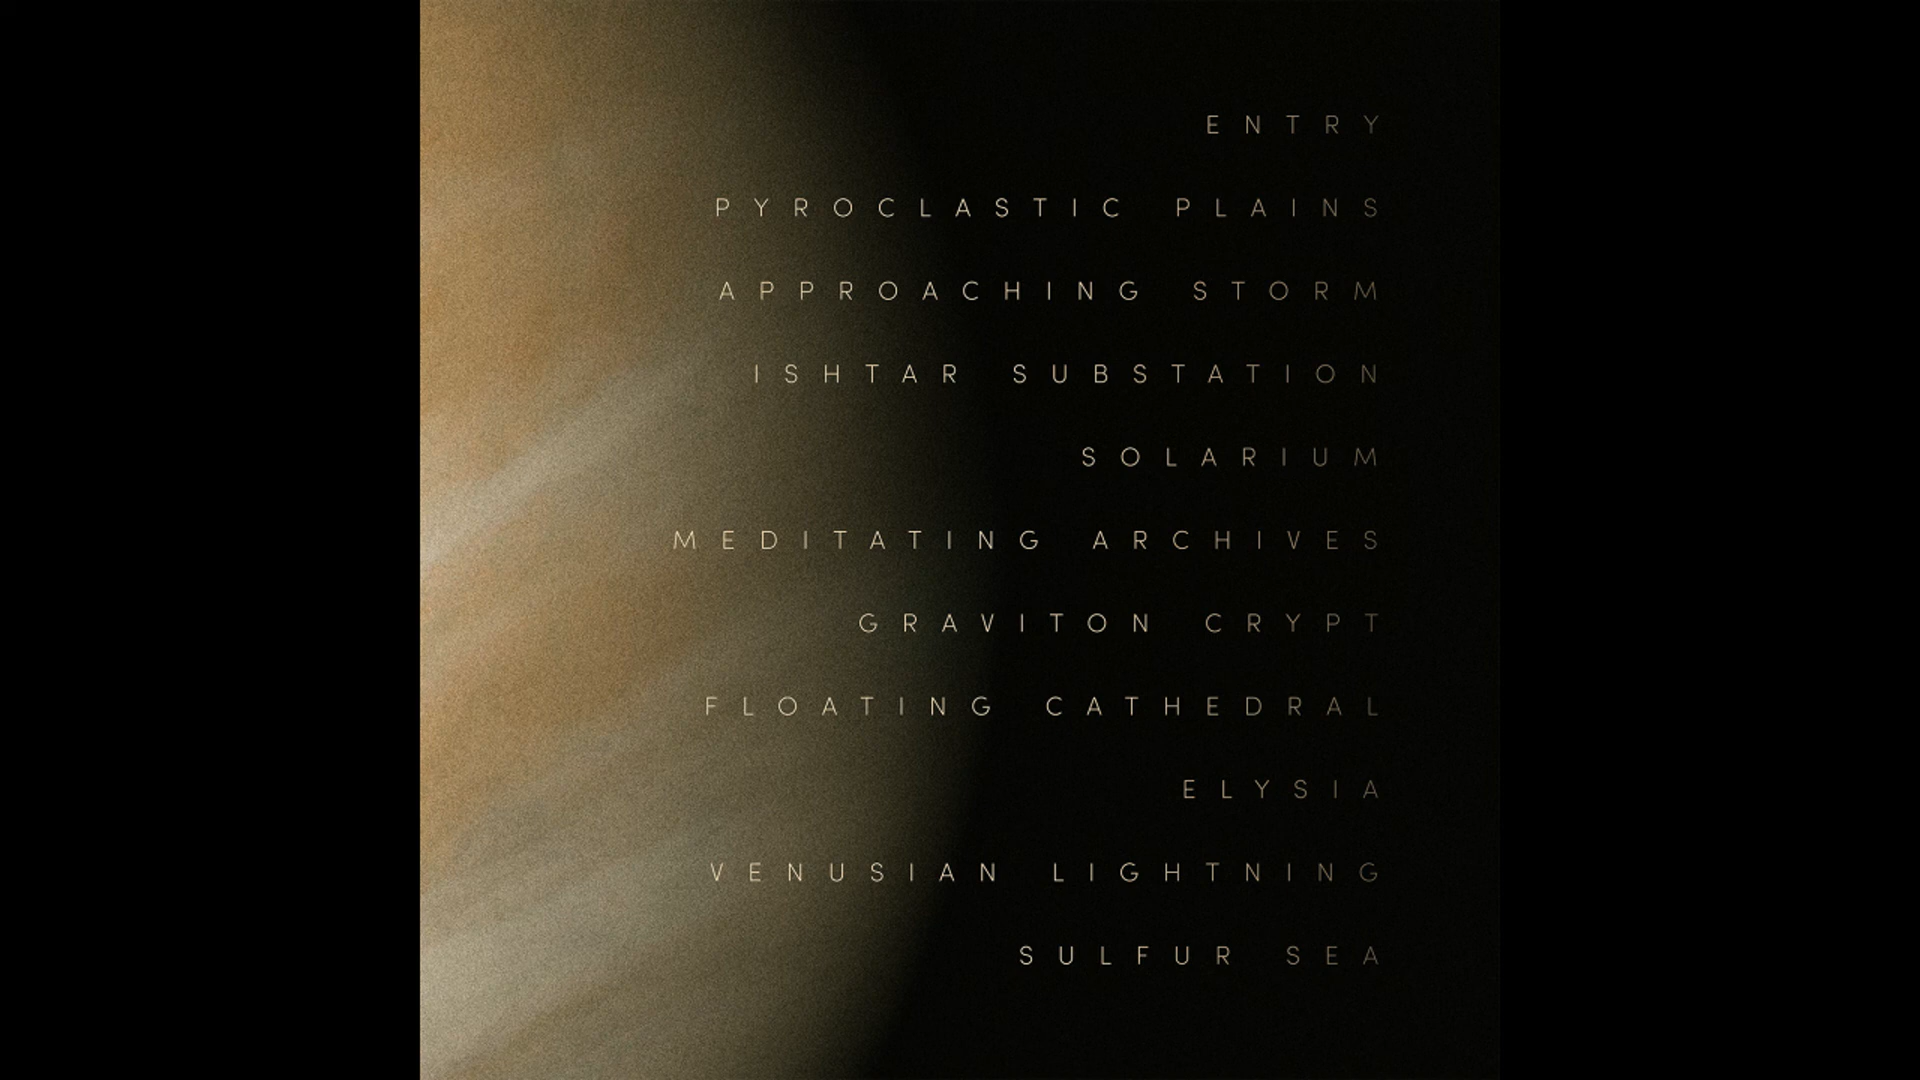 ENTRY
PYROCLASTIC PLAINS
APPROACHING STORM
ISHTAR SUBSTATION
SOLARIUM
MEDITATING ARCHIVES
GRAVITON CRYPT
FLOATING CATHEDRAL
ELYSIA
VENUSIAN LIGHTNING
SULFUR SEA